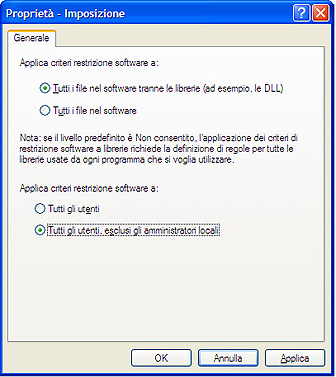 Proprietà - Imposizione
Generale
Applica criteri restrizione software a:
Tutti i file nel software tranne le librerie (ad esempio, le DLL)
Tutti i file nel software
Nota: se il livello predefinito è Non consentito, l'applicazione dei criteri di
restrizione software a librerie richiede la definizione di regole per tutte le
librerie usate da ogni programma che si voglia utilizzare.
Applica criteri restrizione software a:
Tutti gli utenti
Tutti gli utenti, esclusi gli amministratori locali
OK
Annulla
Applica